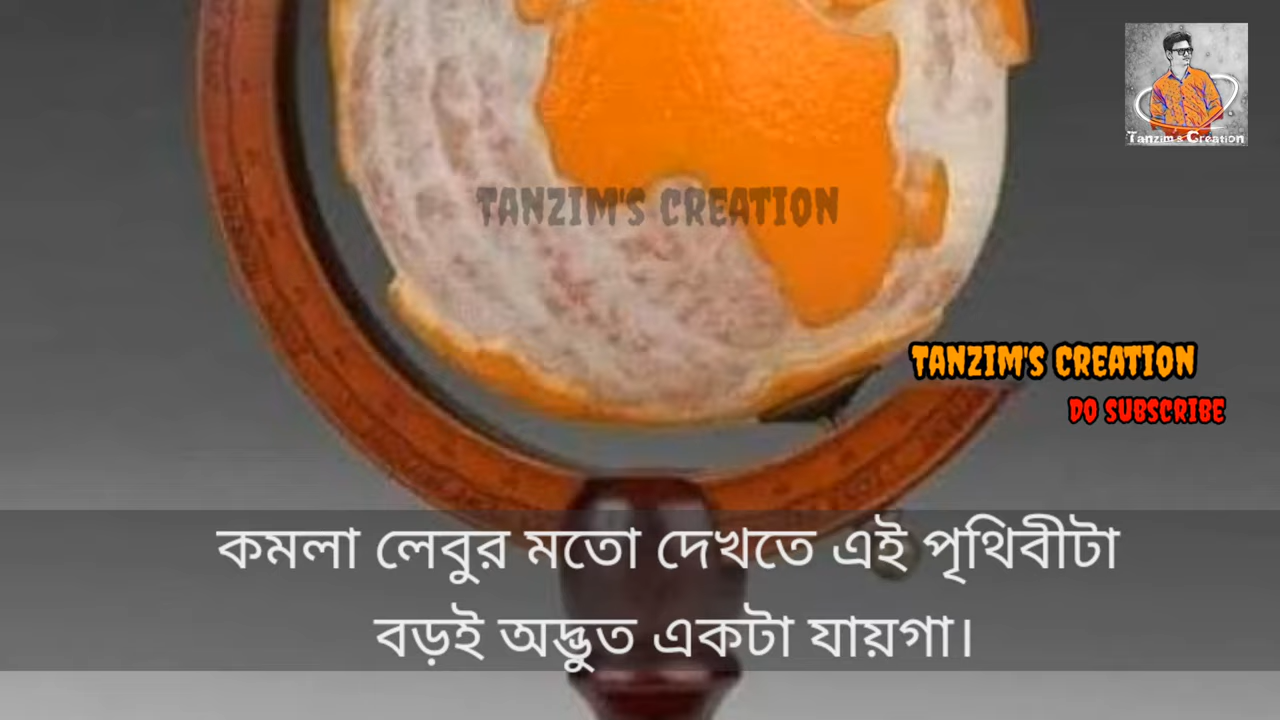 Tanzim's Creation
TANZIM'S CREATION
TANZIM'S CREATION
DO SUBSCRIBE
কমলা লেবুর মতো দেখতে এই পৃথিবীটা
বড়ই অদ্ভুত একটা যায়গা।